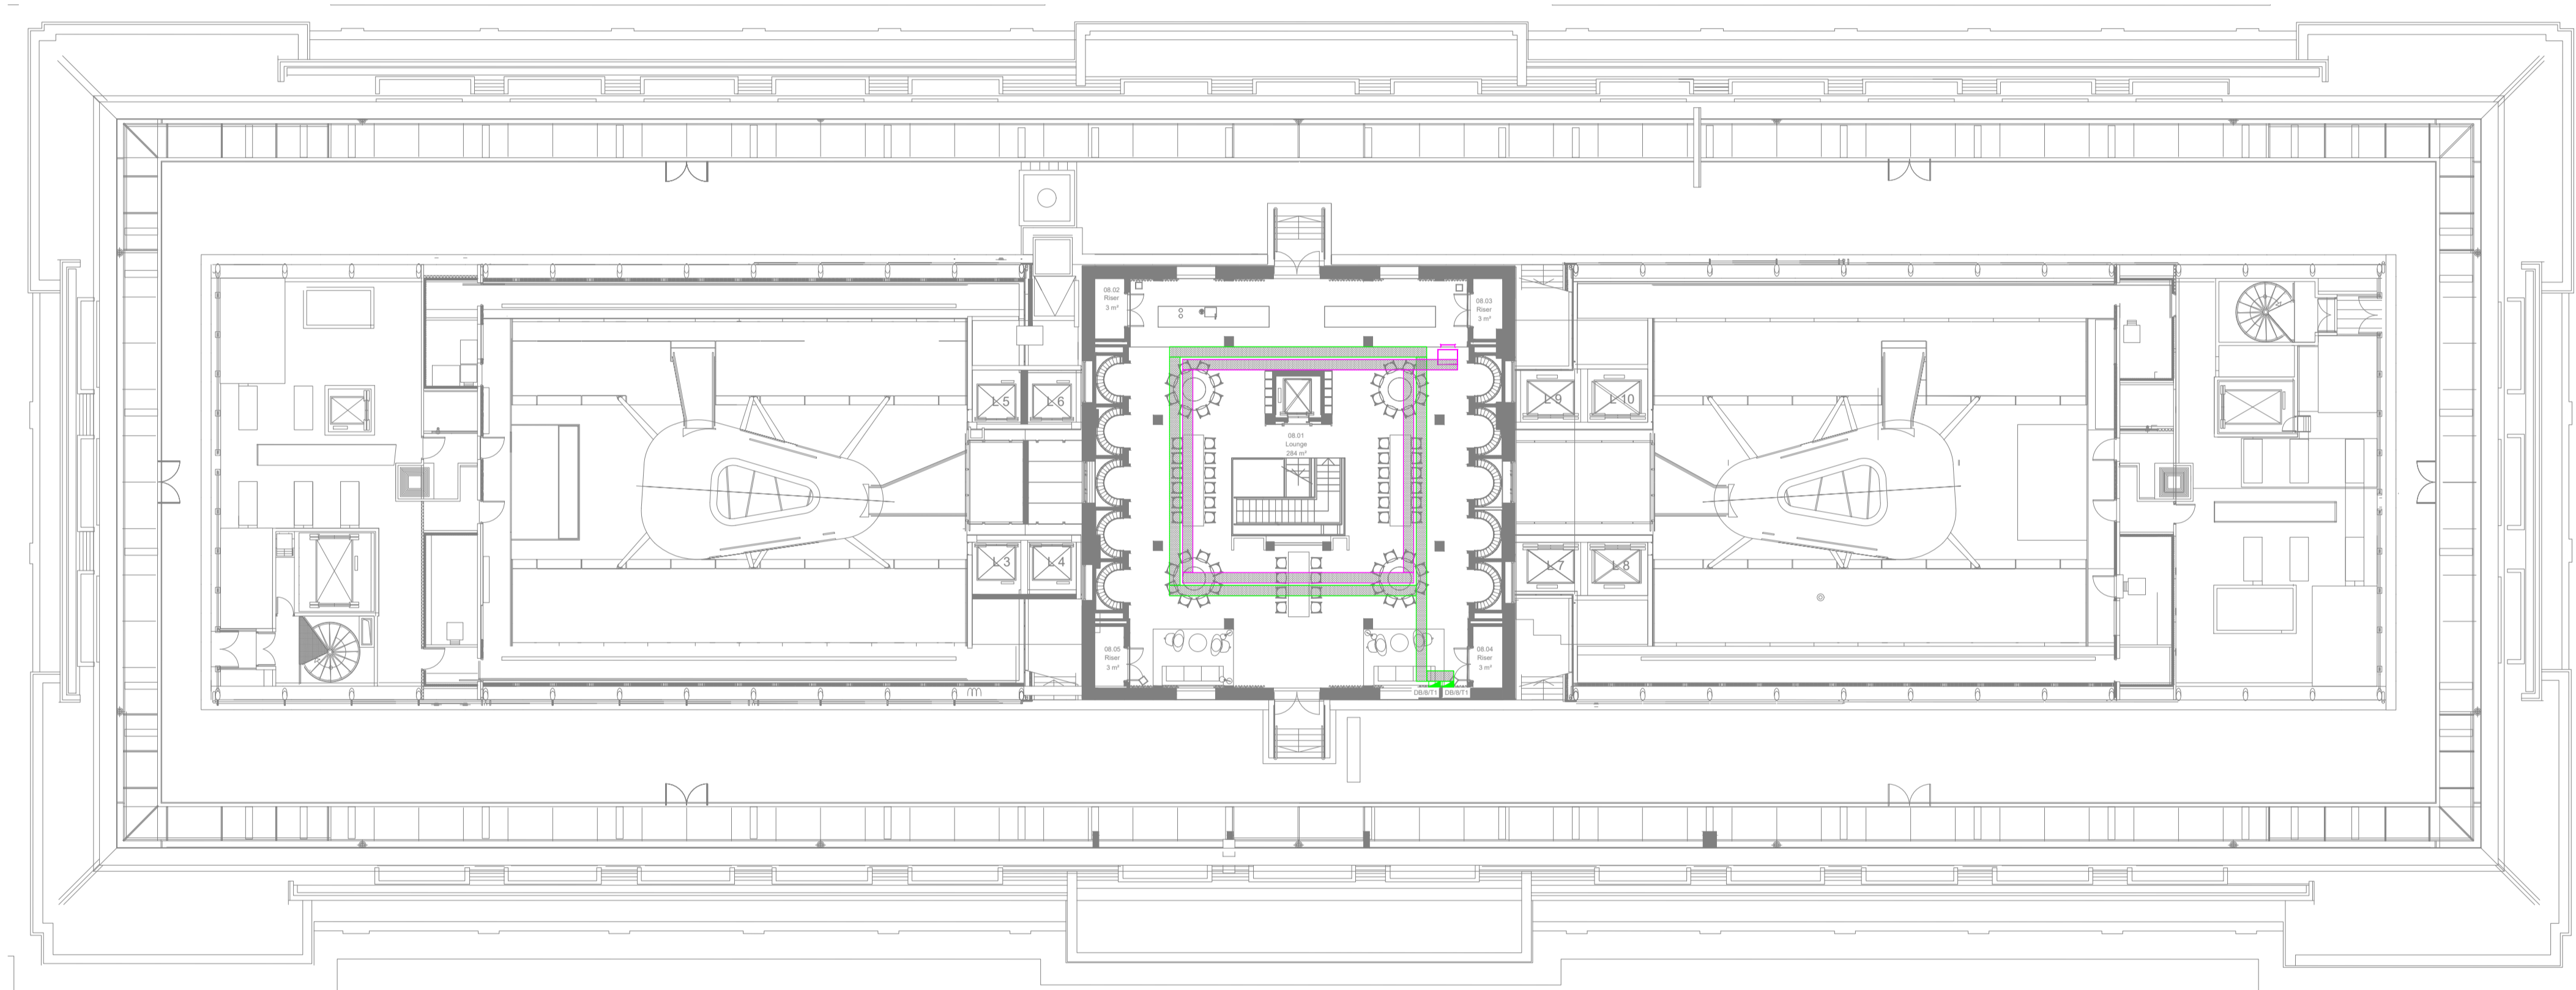 08.02
Riser
3 m²
08.03
Riser
3 m²
L 5
L 6
L 9
L 10
08.01
Lounge
284 m²
L 3
L 4
L 7
L 8
08.05
Riser
3 m²
08.04
Riser
3 m²
DB/8/T1
DB/8/T1